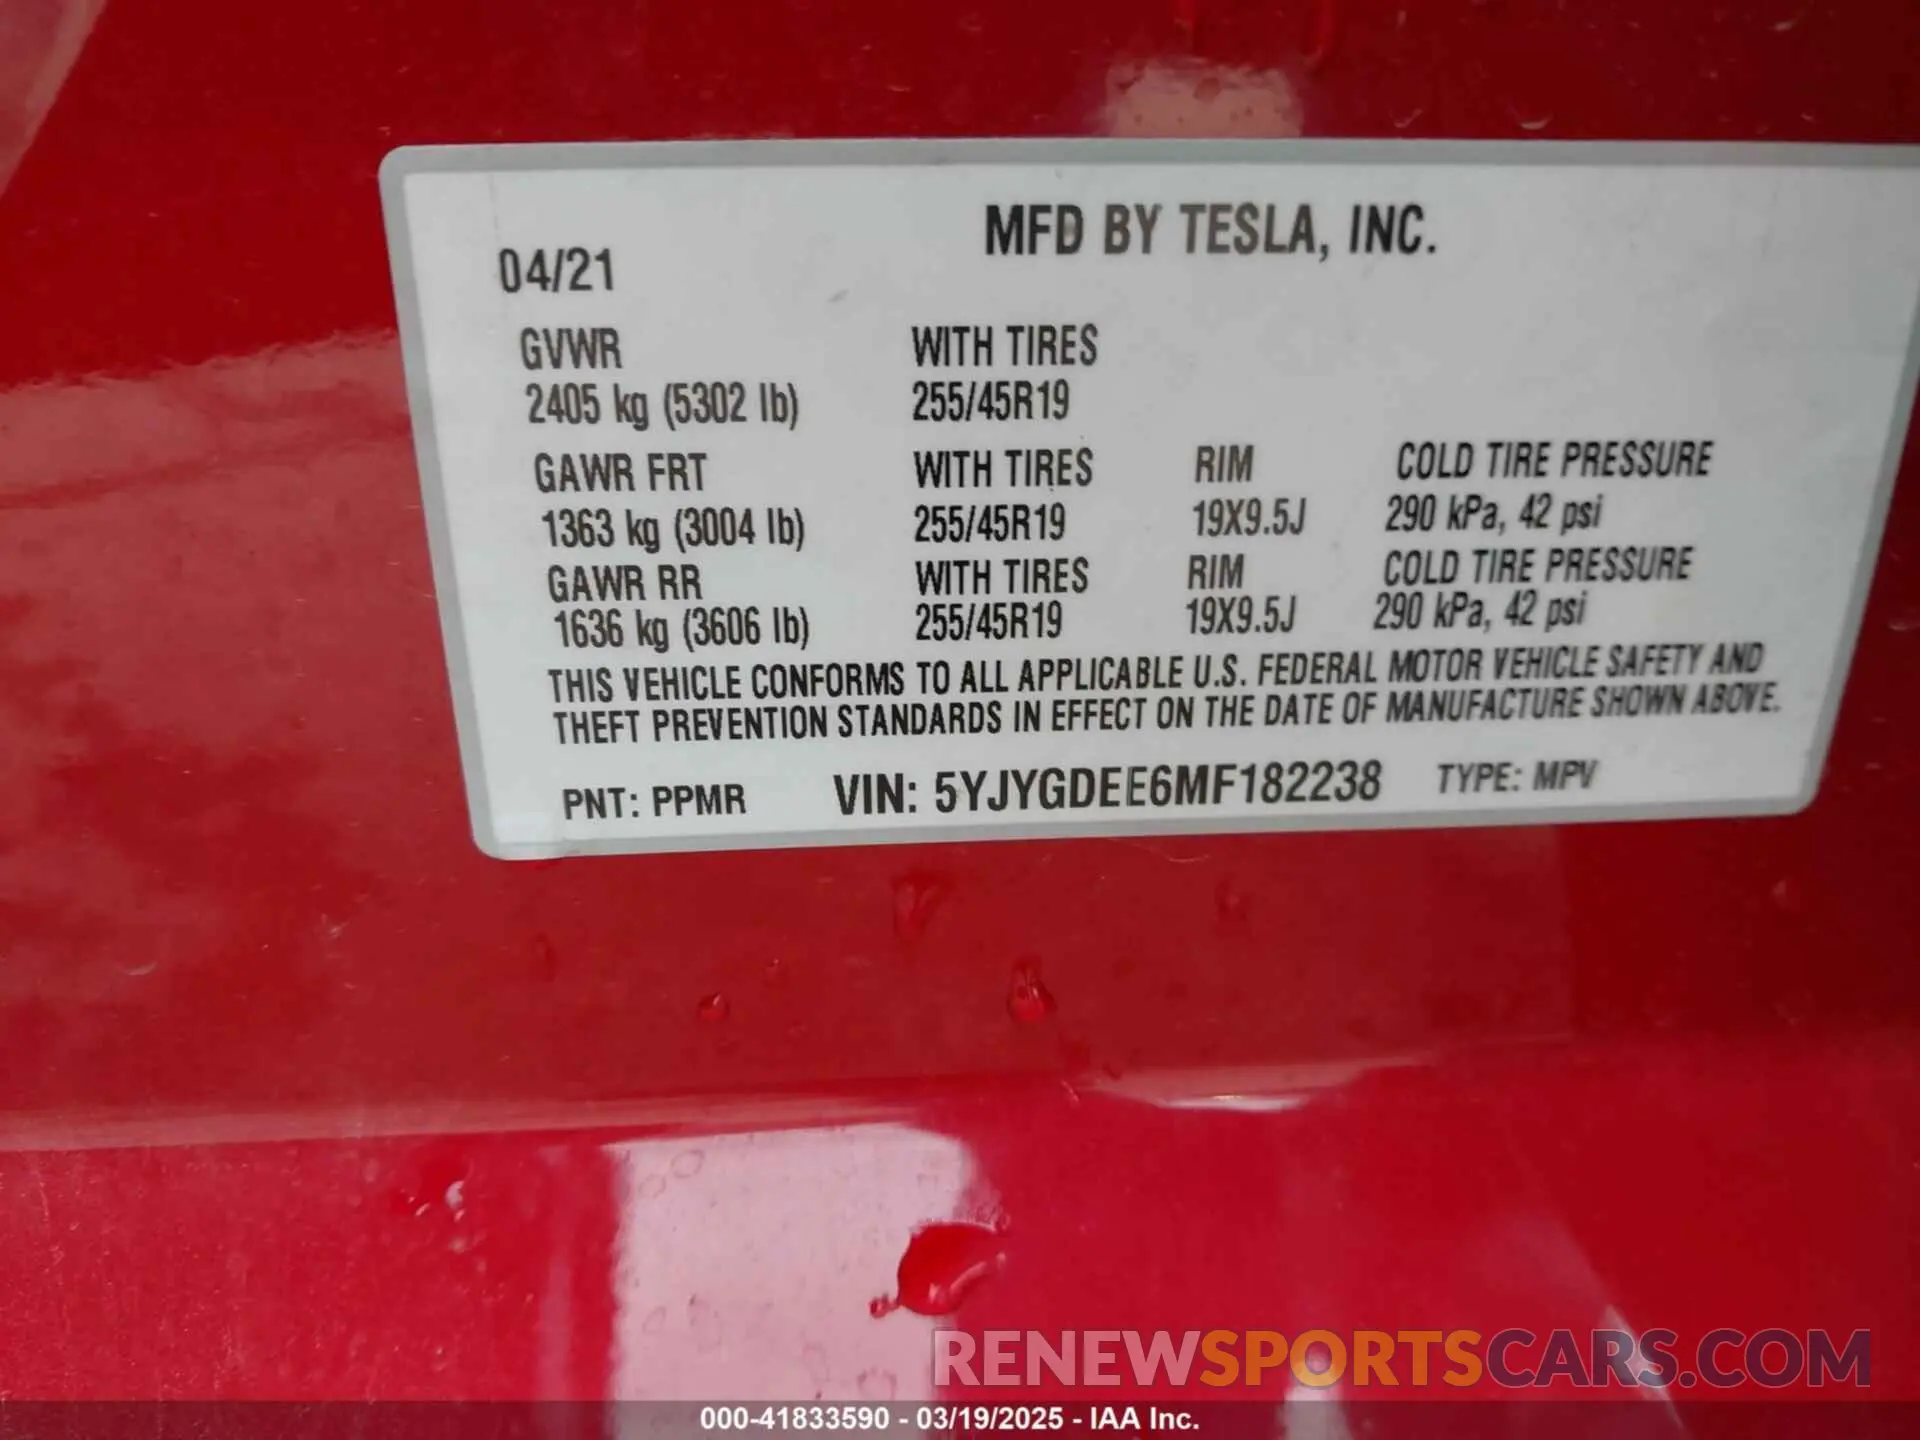 MFD BY TESLA, INC.
04/21
GVWR WITH TIRES
2405 kg (5302 lb) 255/45R19
GAWR FRT WITH TIRES RIM COLD TIRE PRESSURE
1363 kg (3004 lb) 255/45R19 19X9.5J 290 kPa, 42 psi
GAWR RR WITH TIRES RIM COLD TIRE PRESSURE
1636 kg (3606 lb) 255/45R19 19X9.5J 290 kPa, 42 psi
THIS VEHICLE CONFORMS TO ALL APPLICABLE U.S. FEDERAL MOTOR VEHICLE SAFETY AND
THEFT PREVENTION STANDARDS IN EFFECT ON THE DATE OF MANUFACTURE SHOWN ABOVE.
PNT: PPMR VIN: 5YJYGDEE6MF182238 TYPE: MPV
RENEWSPORTSCARS.COM
000-41833590 - 03/19/2025 - IAA Inc.